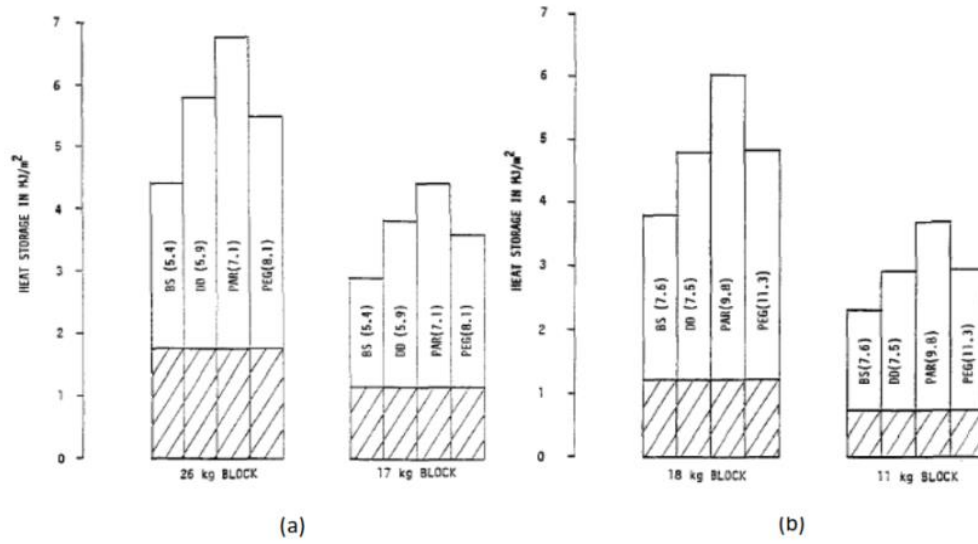 7
6
5
4
3
2
1
0
HEAT STORAGE IN MJ/m²
BS (5.4)
DD (5.9)
PAR(7.1)
PEG(8.1)
26 kg BLOCK
BS (5.4)
DD (5.9)
PAR(7.1)
PEG(8.1)
17 kg BLOCK
(a)
7
6
5
4
3
2
1
0
HEAT STORAGE IN MJ/m²
BS (7.6)
DD (7.5)
PAR(9.8)
PEG(11.3)
18 kg BLOCK
BS(7.6)
DD(7.5)
PAR(9.8)
PEG(11.3)
11 kg BLOCK
(b)